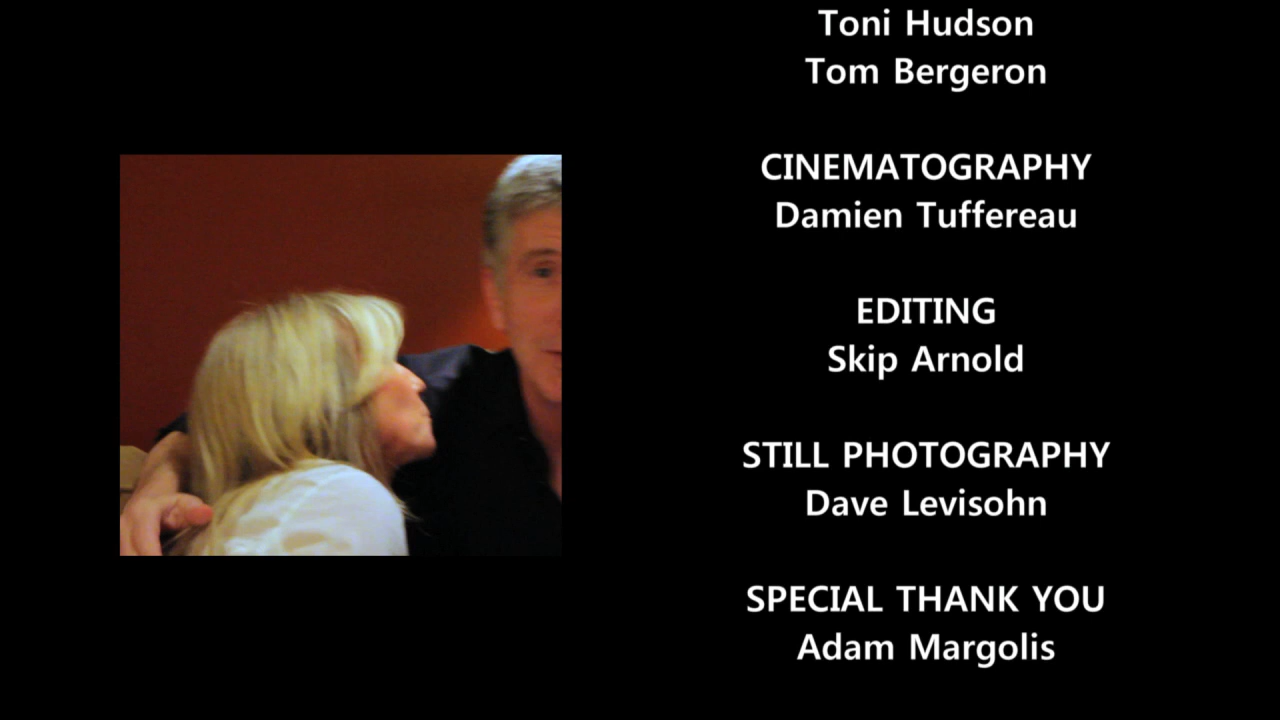 Toni Hudson
Tom Bergeron
CINEMATOGRAPHY
Damien Tuffereau
EDITING
Skip Arnold
STILL PHOTOGRAPHY
Dave Levisohn
SPECIAL THANK YOU
Adam Margolis